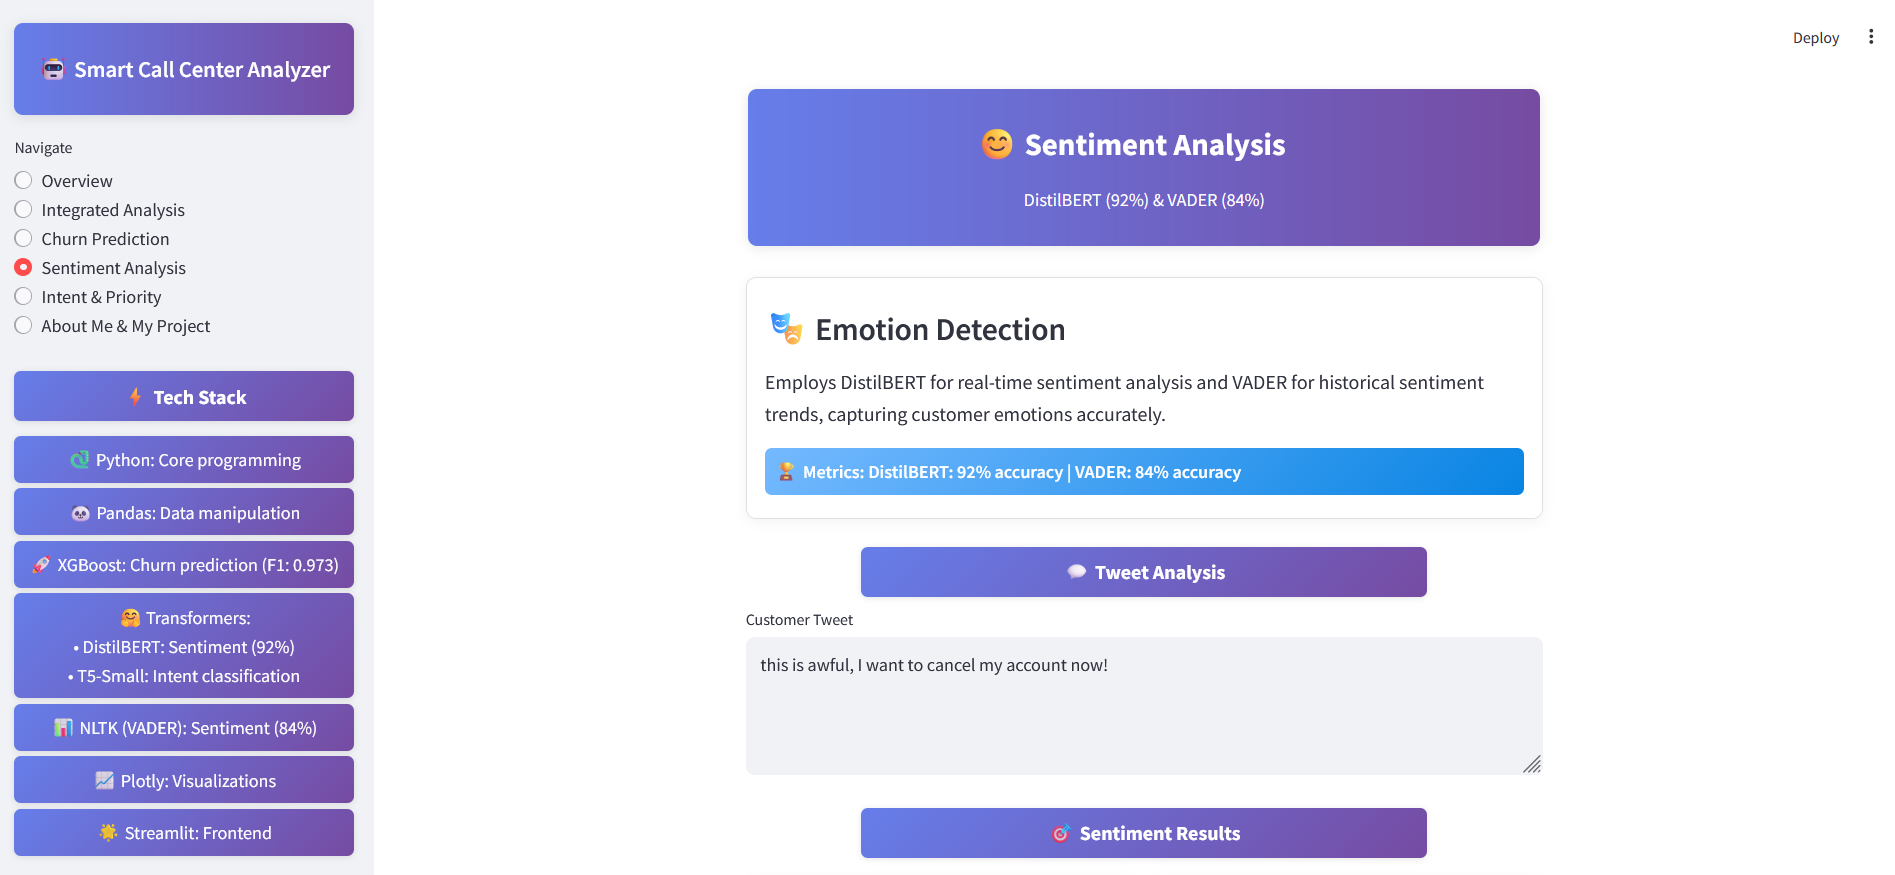 Smart Call Center Analyzer
Navigate
Overview
Integrated Analysis
Churn Prediction
Sentiment Analysis
Intent & Priority
About Me & My Project
Tech Stack
Python: Core programming
Pandas: Data manipulation
XGBoost: Churn prediction (F1: 0.973)
Transformers:
• DistilBERT: Sentiment (92%)
• T5-Small: Intent classification
NLTK (VADER): Sentiment (84%)
Plotly: Visualizations
Streamlit: Frontend
Deploy
Sentiment Analysis
DistilBERT (92%) & VADER (84%)
Emotion Detection
Employs DistilBERT for real-time sentiment analysis and VADER for historical sentiment
trends, capturing customer emotions accurately.
Metrics: DistilBERT: 92% accuracy | VADER: 84% accuracy
Tweet Analysis
Customer Tweet
this is awful, I want to cancel my account now!
Sentiment Results